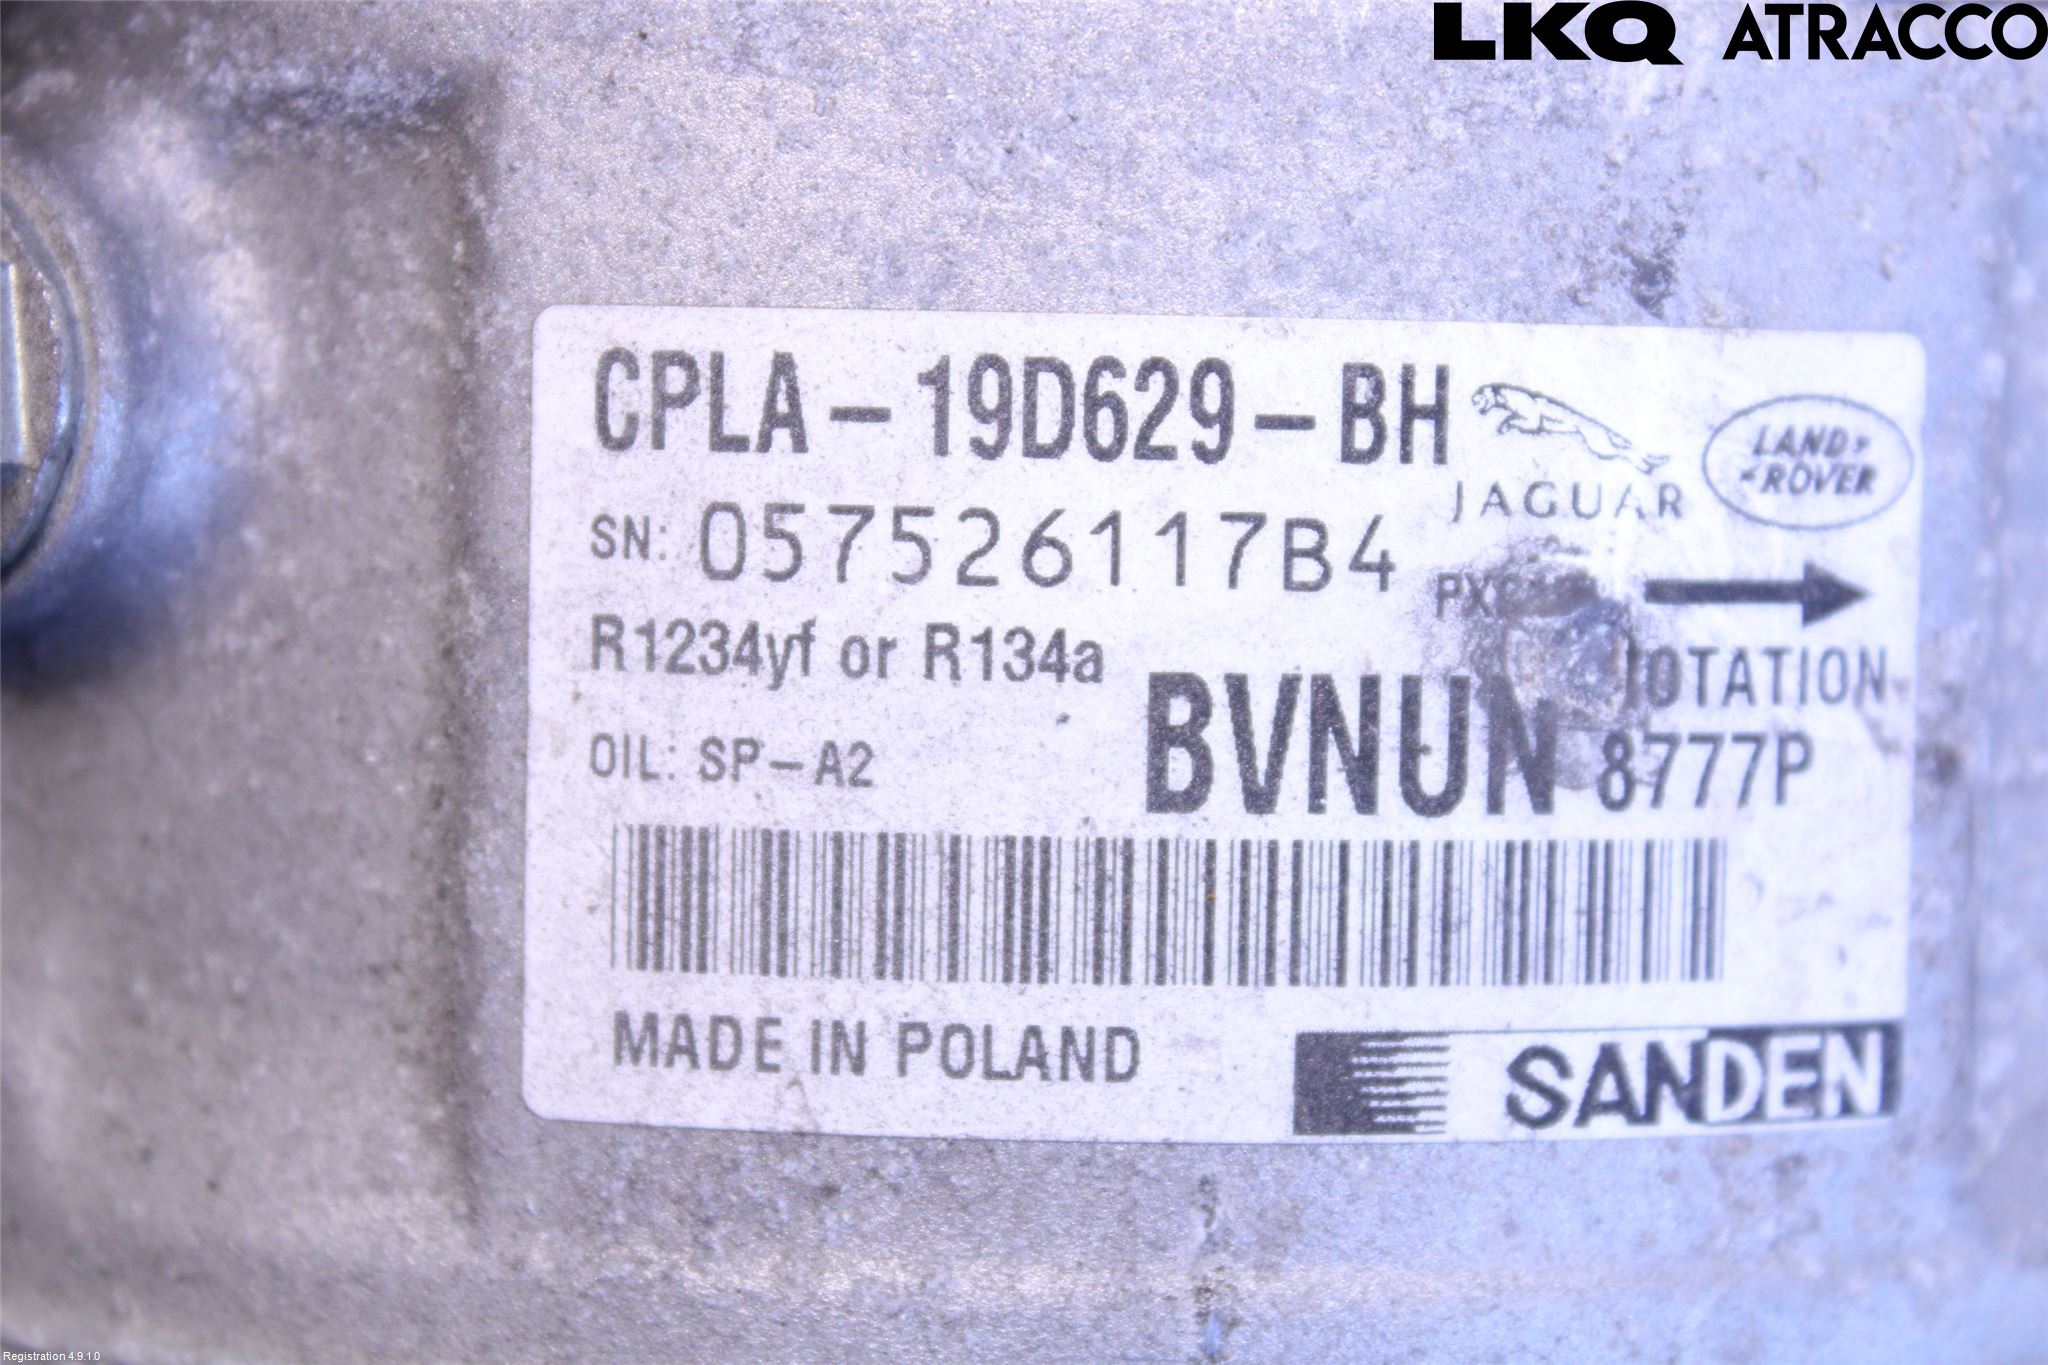 LKQ ATRACCO
CPLA-19D629-BH
JAGUAR
LAND
ROVER
SN: 057526117B4
R1234yf or R134a
OTATION
OIL: SP-A2
BVNUN 8777P
MADE IN POLAND
SANDEN
Registration 4.9.1.0